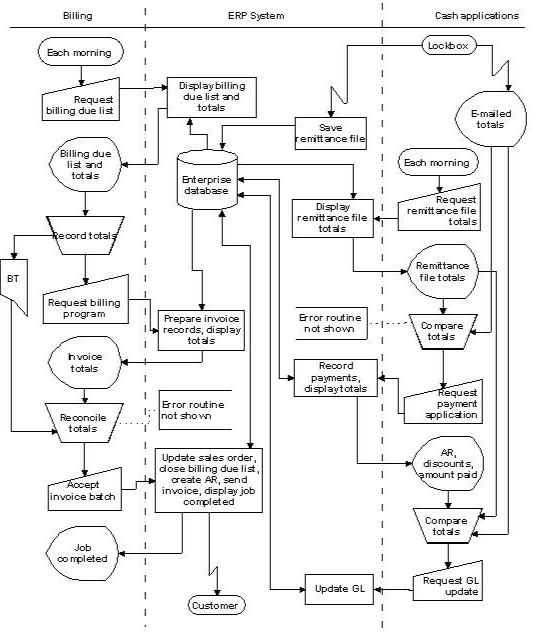 Billing
ERP System
Cash applications
Each morning
Lockbox
Request
billing due list
Display billing
due list and
totals
E-mailed
totals
Save
remittance file
Billing due
list and
totals
Each morning
Enterprise
database
Request
remittance file
totals
Display
remittance file
totals
Record totals
BT
Remittance
file totals
Request billing
program
Prepare invoice
records, display
totals
Error routine
not shown
Compare
totals
Invoice
totals
Record
payments,
display totals
Request
payment
application
Reconcile
totals
Error routine
not shown
Update sales order,
close billing due list,
create AR, send
invoice, display job
completed
AR,
discounts,
amount paid
Accept
invoice batch
Compare
totals
Job
completed
Request GL
update
Update GL
Customer